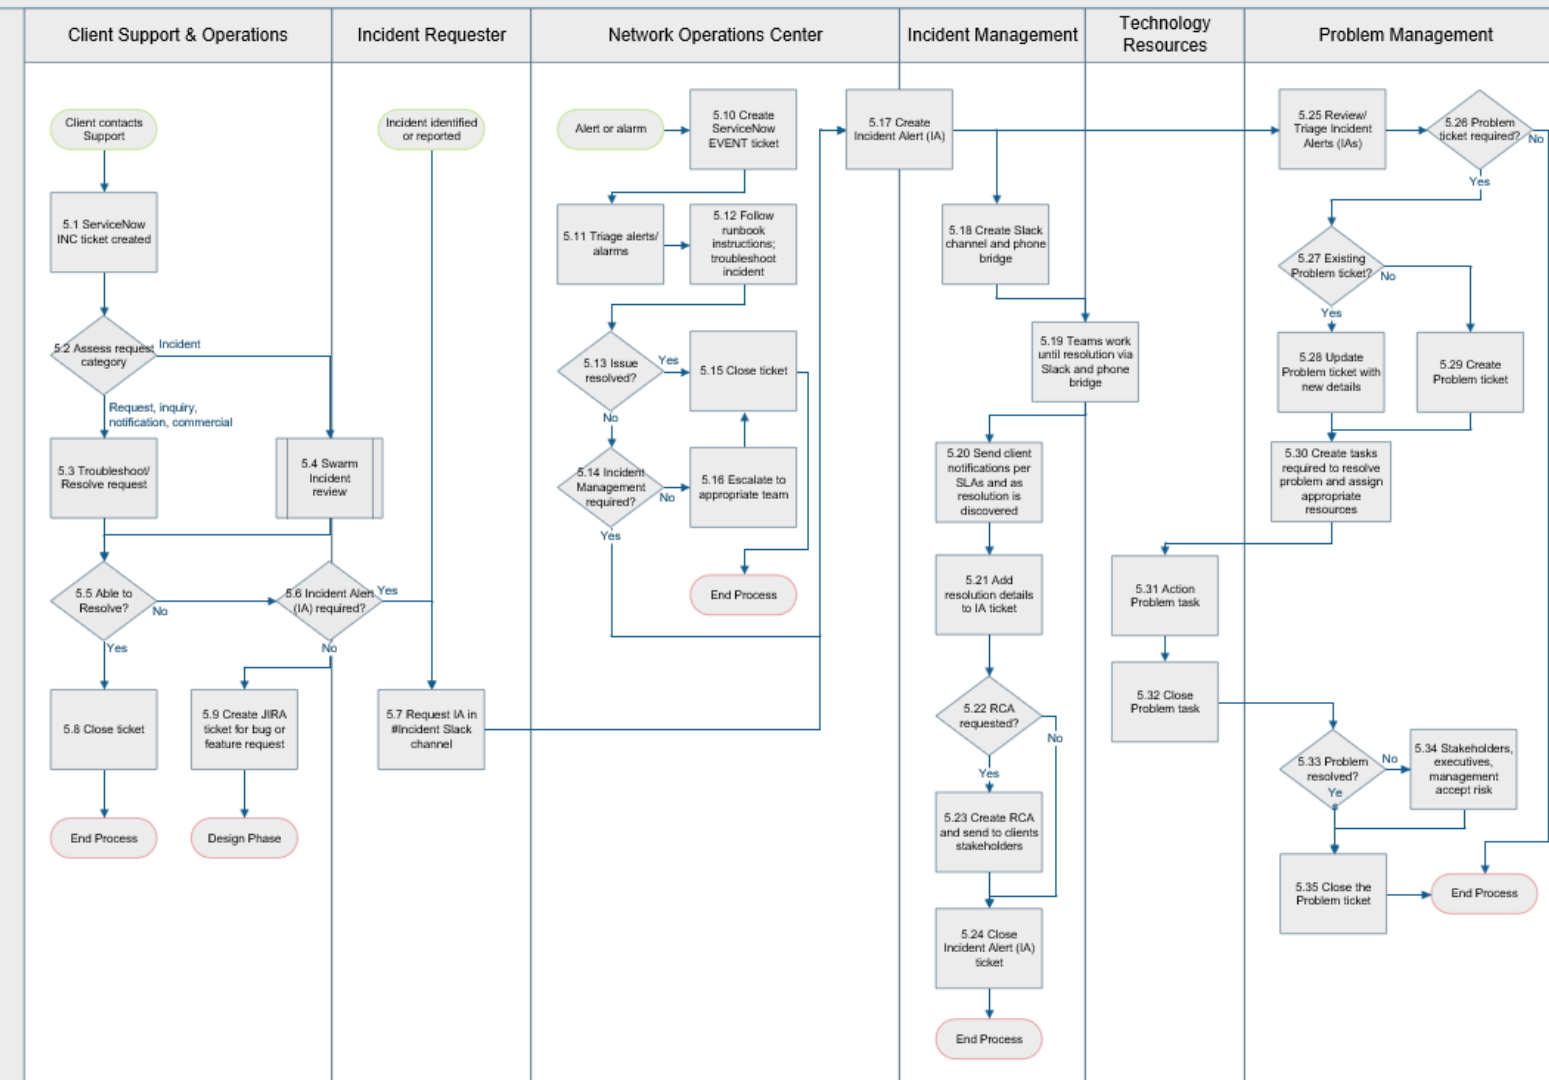 Client Support & Operations
Incident Requester
Network Operations Center
Incident Management
Technology
Resources
Problem Management
Client contacts
Support
5.1 ServiceNow
INC ticket created
5.2 Assess request
category
Incident
Request, inquiry,
notification, commercial
5.3 Troubleshoot/
Resolve request
5.4 Swarm
Incident
review
5.5 Able to
Resolve?
No
Yes
5.6 Incident Alert
(IA) required?
Yes
No
5.8 Close ticket
5.9 Create JIRA
ticket for bug or
feature request
End Process
Design Phase
Incident identified
or reported
5.7 Request IA in
#Incident Slack
channel
Alert or alarm
5.10 Create
ServiceNow
EVENT ticket
5.11 Triage alerts/
alarms
5.12 Follow
runbook
instructions;
troubleshoot
incident
5.13 Issue
resolved?
Yes
No
5.15 Close ticket
5.14 Incident
Management
required?
No
Yes
5.16 Escalate to
appropriate team
End Process
5.17 Create
Incident Alert (IA)
5.18 Create Slack
channel and phone
bridge
5.19 Teams work
until resolution via
Slack and phone
bridge
5.20 Send client
notifications per
SLAs and as
resolution is
discovered
5.21 Add
resolution details
to IA ticket
5.22 RCA
requested?
No
Yes
5.23 Create RCA
and send to clients
stakeholders
5.24 Close
Incident Alert (IA)
ticket
End Process
5.25 Review/
Triage Incident
Alerts (IAs)
5.26 Problem
ticket required?
No
Yes
5.27 Existing
Problem ticket?
No
Yes
5.28 Update
Problem ticket with
new details
5.29 Create
Problem ticket
5.30 Create tasks
required to resolve
problem and assign
appropriate
resources
5.31 Action
Problem task
5.32 Close
Problem task
5.33 Problem
resolved?
No
Ye
s
5.34 Stakeholders,
executives,
management
accept risk
5.35 Close the
Problem ticket
End Process